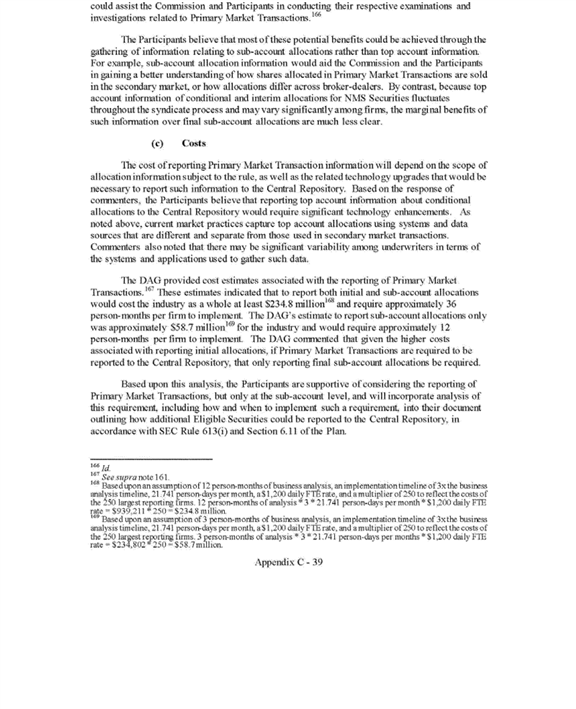 could assist the Commission and Participants in conducting their respective examinations and
investigations related to Primary Market Transactions.166
The Participants believe that most of these potential benefits could be achieved through the
gathering of information relating to sub-account allocations rather than top account information.
For example, sub-account allocation information would aid the Commission and the Participants
in gaining a better understanding of how shares allocated in Primary Market Transactions are sold
in the secondary market, or how allocations differ across broker-dealers. By contrast, because top
account information of conditional and interim allocations for NMS Securities fluctuates
throughout the syndicate process and may vary significantly among firms, the marginal benefits of
such information over final sub-account allocations are much less clear.
(c) Costs
The cost of reporting Primary Market Transaction information will depend on the scope of
allocation information subject to the rule, as well as the related technology upgrades that would be
necessary to report such information to the Central Repository. Based on the response of
commenters, the Participants believe that reporting top account information about conditional
allocations to the Central Repository would require significant technology enhancements. As
noted above, current market practices capture top account allocations using systems and data
sources that are different and separate from those used in secondary market transactions.
Commenters also noted that there may be significant variability among underwriters in terms of
the systems and applications used to gather such data.
The DAG provided cost estimates associated with the reporting of Primary Market
Transactions.167 These estimates indicated that to report both initial and sub-account allocations
would cost the industry as a whole at least $234.8 million168 and require approximately 36
person-months per firm to implement. The DAG's estimate to report sub-account allocations only
was approximately $58.7 million169 for the industry and would require approximately 12
person-months per firm to implement. The DAG commented that given the higher costs
associated with reporting initial allocations, if Primary Market Transactions are required to be
reported to the Central Repository, that only reporting final sub-account allocations be required.
Based upon this analysis, the Participants are supportive of considering the reporting of
Primary Market Transactions, but only at the sub-account level, and will incorporate analysis of
this requirement, including how and when to implement such a requirement, into their document
outlining how additional Eligible Securities could be reported to the Central Repository, in
accordance with SEC Rule 613(i) and Section 6.11 of the Plan.
166 Id.
167 See supra note 161.
168 Based upon an assumption of 12 person-months of business analysis, an implementation timeline of 3x the business
analysis timeline, 21.741 person-days per month, a $1,200 daily FTE rate, and a multiplier of 250 to reflect the costs of
the 250 largest reporting firms. 12 person-months of analysis * 3 * 21.741 person-days per month * $1,200 daily FTE
rate = $939,211 * 250 = $234.8 million.
169 Based upon an assumption of 3 person-months of business analysis, an implementation timeline of 3x the business
analysis timeline, 21.741 person-days per month, a $1,200 daily FTE rate, and a multiplier of 250 to reflect the costs of
the 250 largest reporting firms. 3 person-months of analysis * 3 * 21.741 person-days per months * $1,200 daily FTE
rate = $234,802 * 250 = $58.7 million.
Appendix C - 39